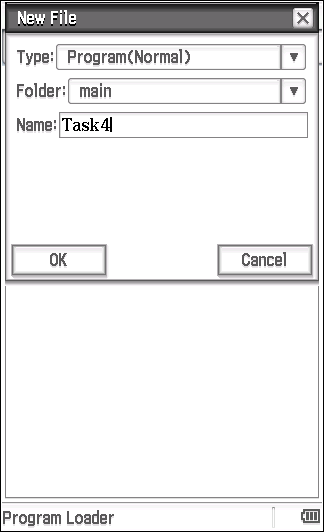 New File
Type: Program(Normal)
Folder: main
Name: Task4
OK Cancel
Program Loader